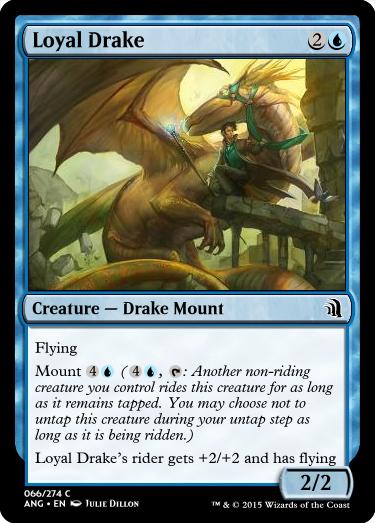 Loyal Drake 2
Creature — Drake Mount
Flying
Mount 4 ( 4 , : Another non-riding
creature you control rides this creature for as long
as it remains tapped. You may choose not to
untap this creature during your untap step as
long as it is being ridden.)
Loyal Drake's rider gets +2/+2 and has flying
2/2
066/274 C
ANG • EN JULIE DILLON ™ & © 2015 Wizards of the Coast